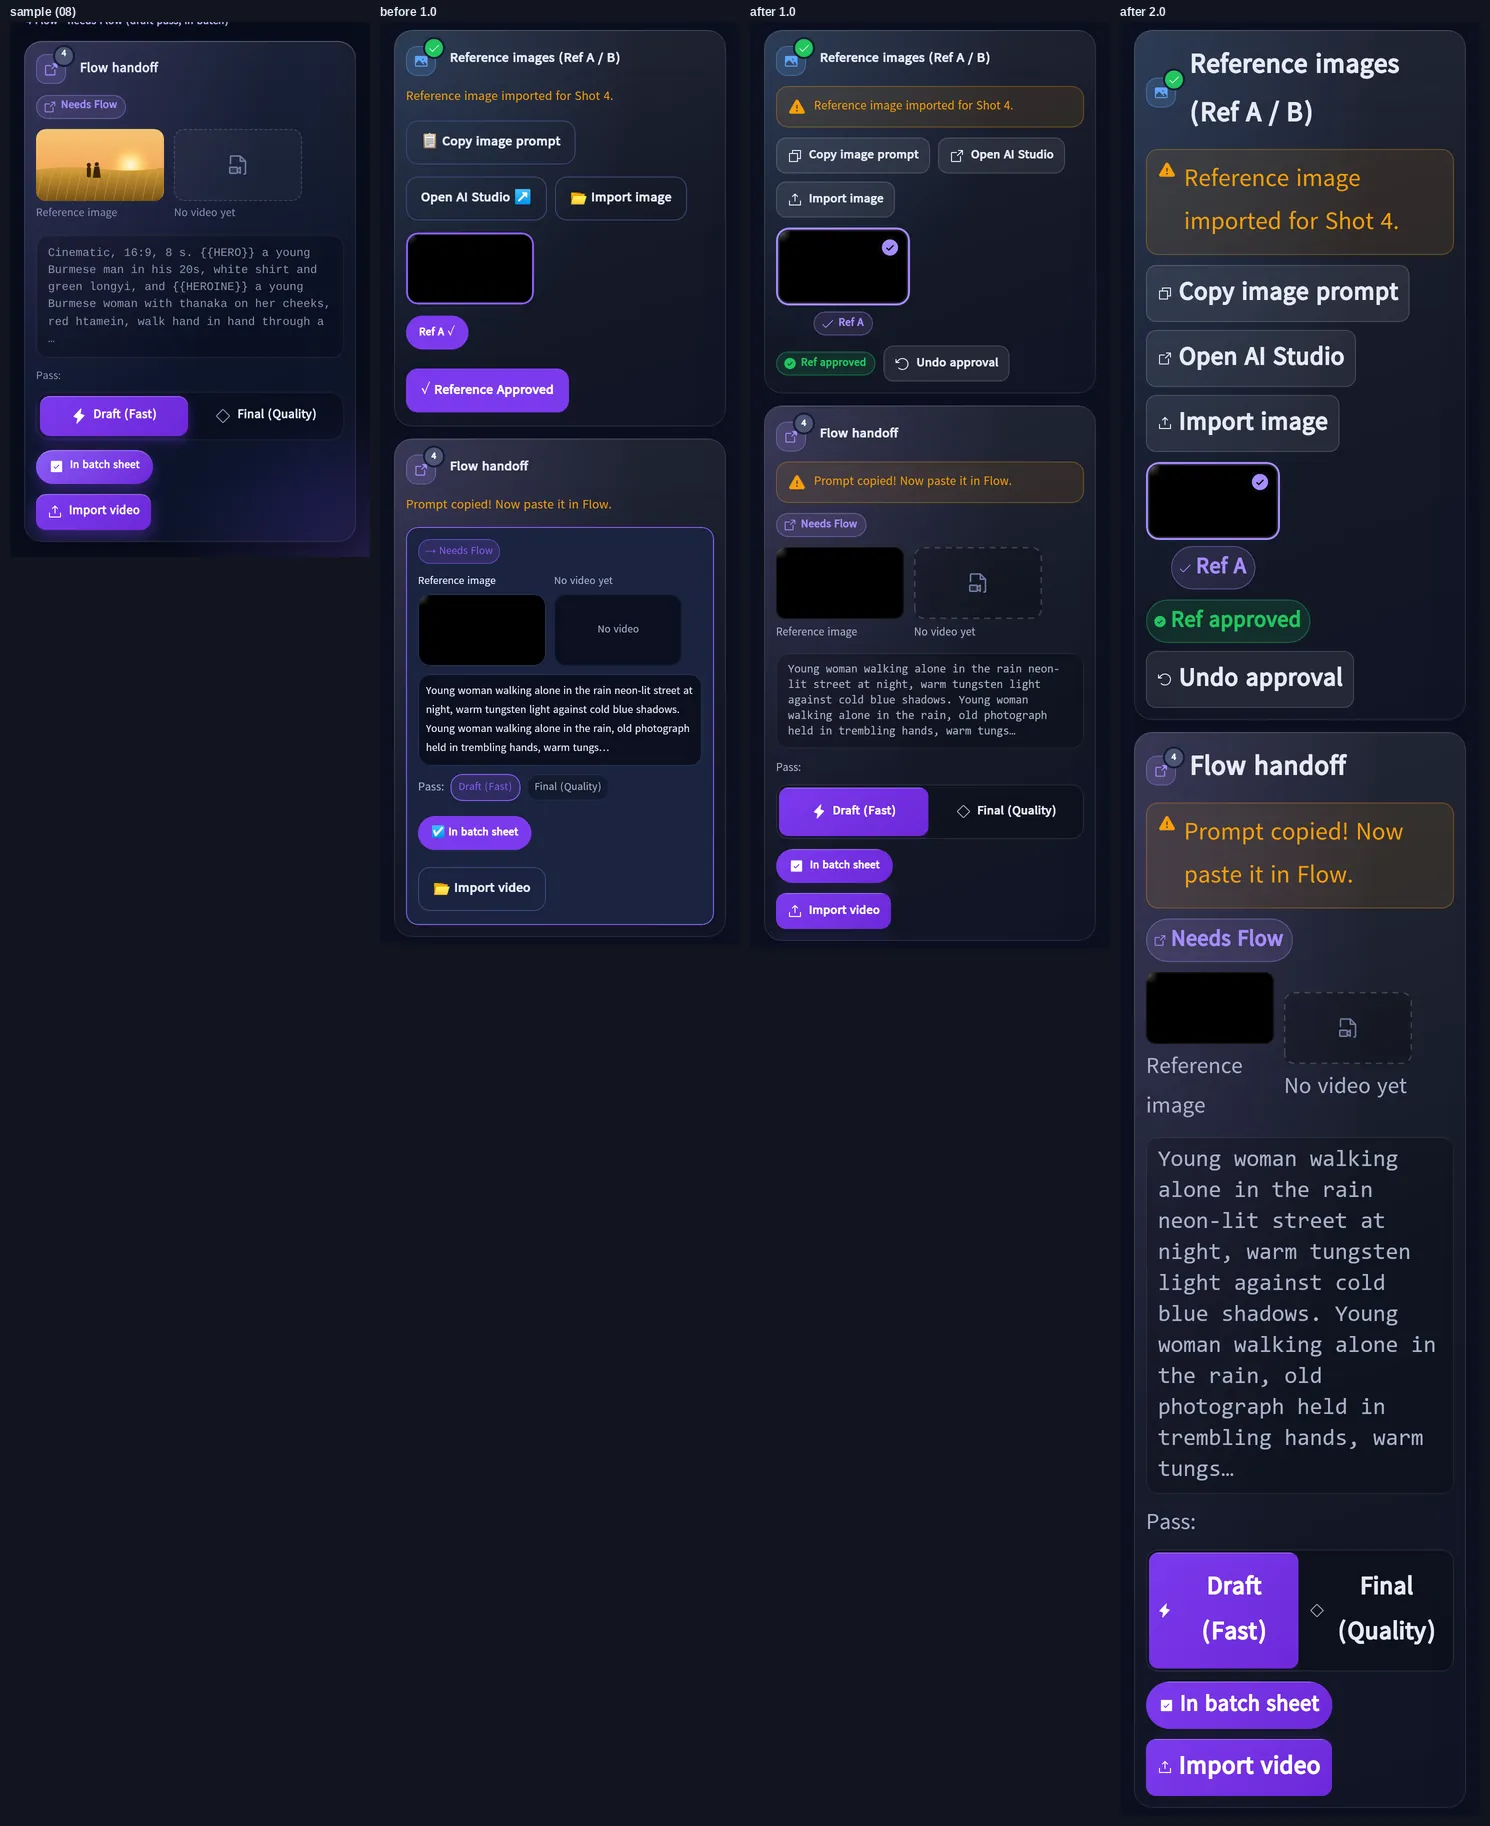 sample (08)
4 Flow - needs Flow (draft pass, in batch)
4
Flow handoff
Needs Flow
Reference image
No video yet
Cinematic, 16:9, 8 s. {{HERO}} a young
Burmese man in his 20s, white shirt and
green longyi, and {{HEROINE}} a young
Burmese woman with thanaka on her cheeks,
red htamein, walk hand in hand through a
…
Pass:
Draft (Fast)
Final (Quality)
In batch sheet
Import video
before 1.0
Reference images (Ref A / B)
Reference image imported for Shot 4.
Copy image prompt
Open AI Studio
Import image
Ref A ✓
✓ Reference Approved
4
Flow handoff
Prompt copied! Now paste it in Flow.
→ Needs Flow
Reference image
No video yet
No video
Young woman walking alone in the rain neon-lit street at
night, warm tungsten light against cold blue shadows.
Young woman walking alone in the rain, old photograph
held in trembling hands, warm tungs…
Pass:
Draft (Fast)
Final (Quality)
In batch sheet
Import video
after 1.0
Reference images (Ref A / B)
Reference image imported for Shot 4.
Copy image prompt
Open AI Studio
Import image
Ref A
Ref approved
Undo approval
4
Flow handoff
Prompt copied! Now paste it in Flow.
Needs Flow
Reference image
No video yet
Young woman walking alone in the rain neon-
lit street at night, warm tungsten light
against cold blue shadows. Young woman
walking alone in the rain, old photograph
held in trembling hands, warm tungs…
Pass:
Draft (Fast)
Final (Quality)
In batch sheet
Import video
after 2.0
Reference images
(Ref A / B)
Reference image
imported for Shot 4.
Copy image prompt
Open AI Studio
Import image
Ref A
Ref approved
Undo approval
4
Flow handoff
Prompt copied! Now
paste it in Flow.
Needs Flow
Reference
image
No video yet
Young woman walking
alone in the rain
neon-lit street at
night, warm tungsten
light against cold
blue shadows. Young
woman walking alone in
the rain, old
photograph held in
trembling hands, warm
tungs…
Pass:
Draft
(Fast)
Final
(Quality)
In batch sheet
Import video